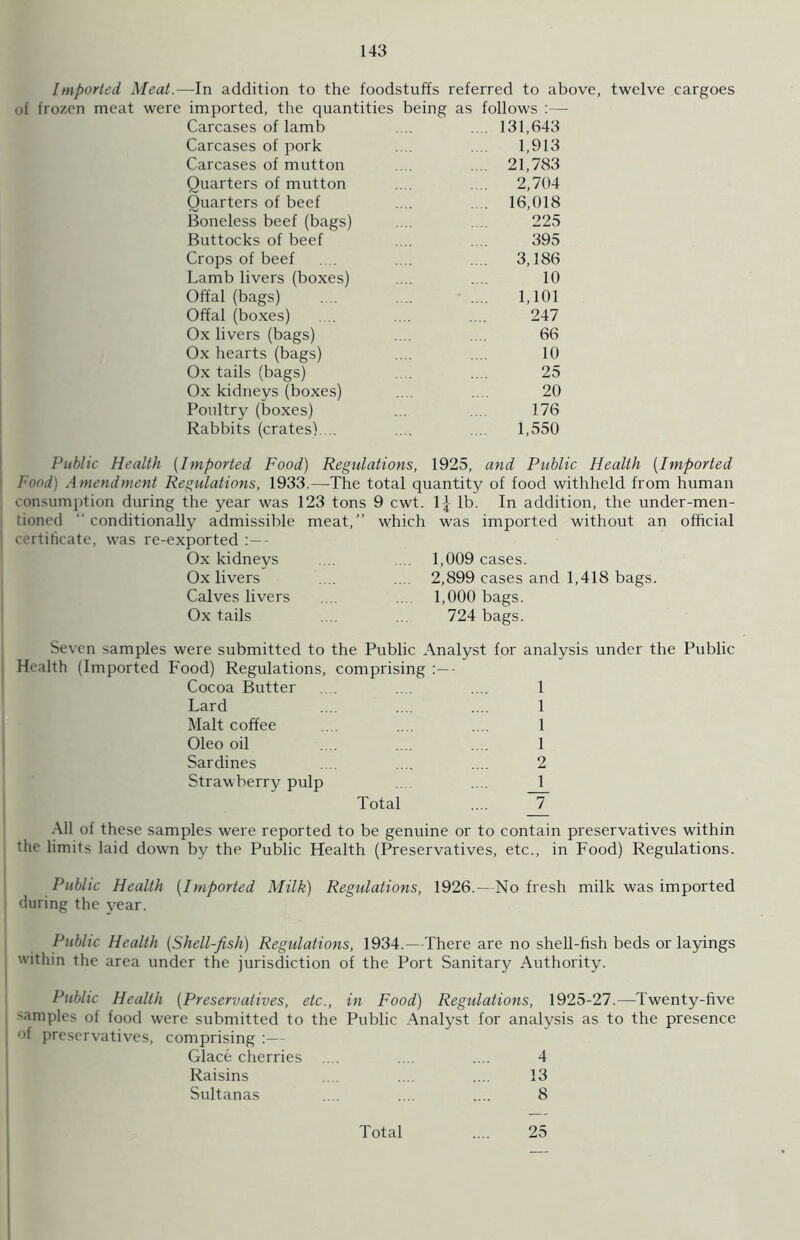 143
Imported Meat.—In addition to the foodstuffs referred to above, twelve cargoes
of frozen meat were imported, the quantities being as follows :—
Carcases of lamb .... .... 131,643
Carcases of pork .... .... 1,913
Carcases of mutton .... .... 21,783
Quarters of mutton .... .... 2,704
Quarters of beef .... .... 16,018
Boneless beef (bags) .... .... 225
Buttocks of beef .... .... 395
Crops of beef .... .... .... 3,186
Lamb livers (boxes) .... .... 10
Offal (bags) .... .... .... 1,101
Offal (boxes) .... .... .... 247
Ox livers (bags) .... .... 66
Ox hearts (bags) .... .... 10
Ox tails (bags) .... .... 25
Ox kidneys (boxes) .... .... 20
Poultry (boxes) .... .... 176
Rabbits (crates).... .... .... 1,550
Public Health (Imported Food) Regulations, 1925, and Public Health (Imported
Food) Amendment Regulations, 1933.—The total quantity of food withheld from human
consumption during the year was 123 tons 9 cwt. 1¼ lb. In addition, the under-men-
tioned “conditionally admissible meat,” which was imported without an official
certificate, was re-exported :—
Ox kidneys .... .... 1,009 cases.
Ox livers .... .... 2,899 cases and 1,418 bags.
Calves livers .... .... 1,000 bags.
Ox tails .... .... 724 bags.
Seven samples were submitted to the Public Analyst for analysis under the Public
Health (Imported Food) Regulations, comprising :—
Cocoa Butter .... .... .... 1
Lard .... .... .... 1
Malt coffee .... .... .... 1
Oleo oil .... .... .... 1
Sardines .... .... .... 2
Strawberry pulp .... .... 1
Total .... 7
All of these samples were reported to be genuine or to contain preservatives within
the limits laid down by the Public Health (Preservatives, etc., in Food) Regulations.
Public Health (Imported Milk) Regulations, 1926.—No fresh milk was imported
during the year.
Public Health (Shell-fish) Regulations, 1934.—There are no shell-fish beds or layings
within the area under the jurisdiction of the Port Sanitary Authority.
Public Health (Preservatives, etc., in Food) Regulations, 1925-27.—Twenty-five
samples of food were submitted to the Public Analyst for analysis as to the presence
of preservatives, comprising :—
Glacé cherries .... .... .... 4
Raisins .... .... .... 13
Sultanas .... .... .... 8
Total .... 25